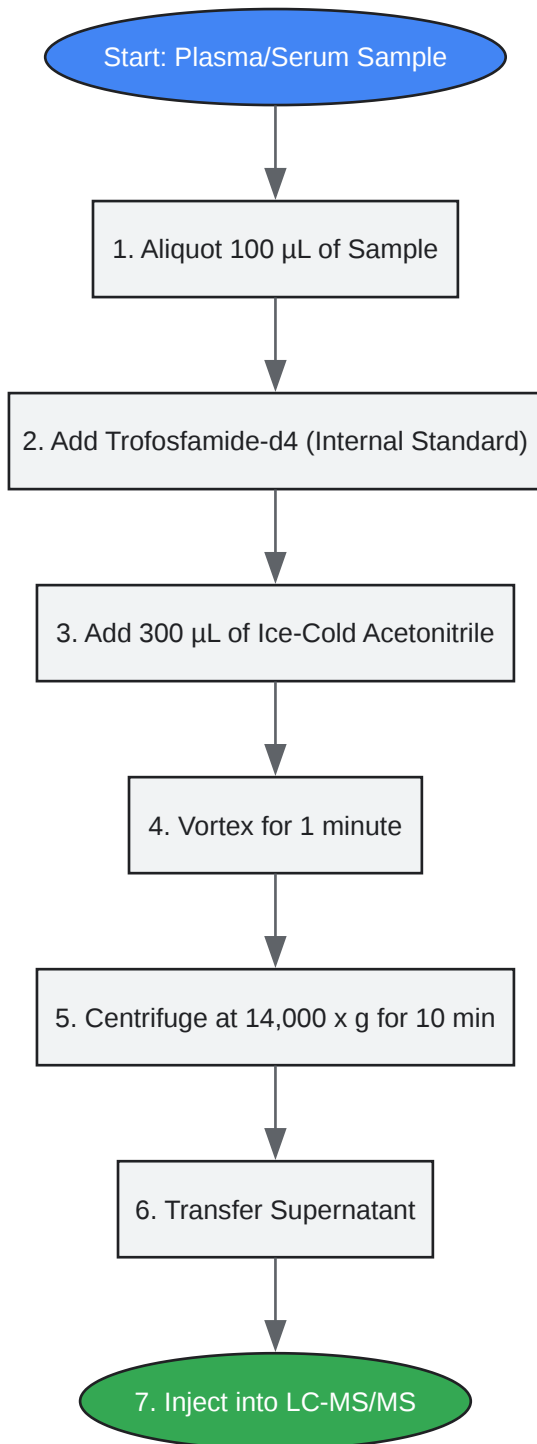 Start: Plasma/Serum Sample
1. Aliquot 100 µL of Sample
2. Add Trofosfamide-d4 (Internal Standard)
3. Add 300 µL of Ice-Cold Acetonitrile
4. Vortex for 1 minute
5. Centrifuge at 14,000 x g for 10 min
6. Transfer Supernatant
7. Inject into LC-MS/MS